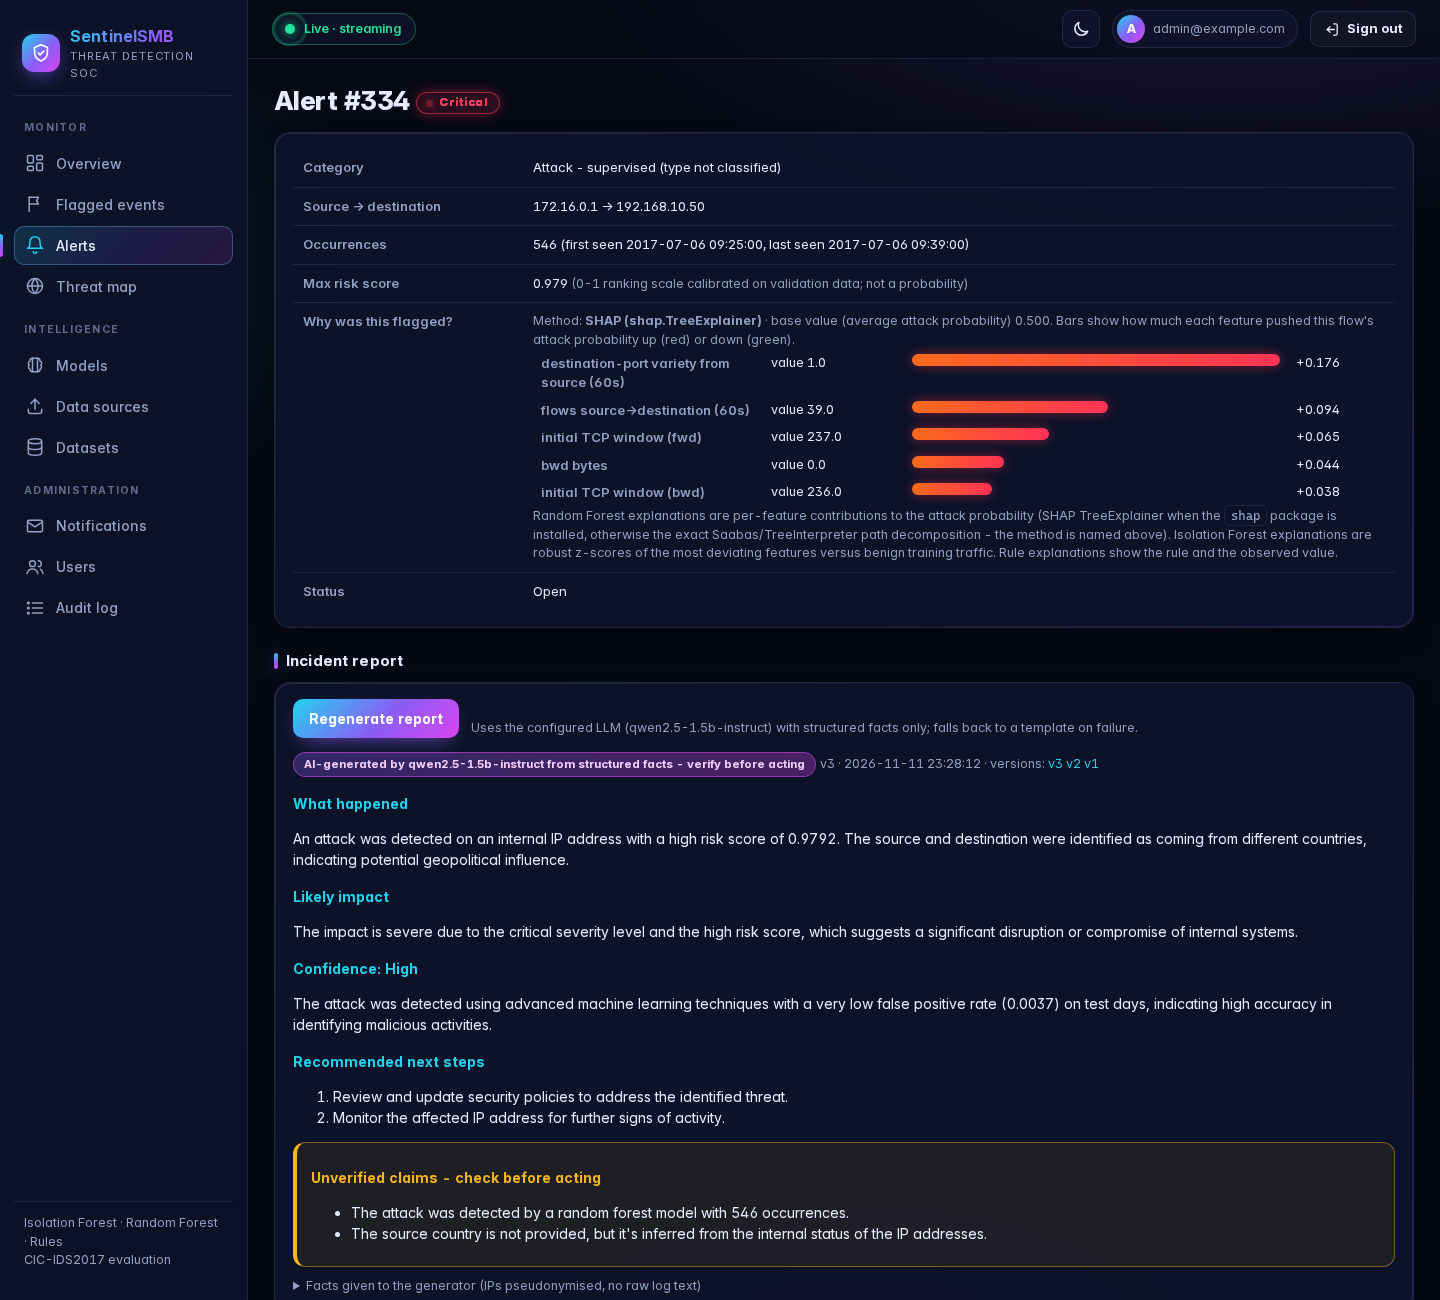 SentinelSMB
THREAT DETECTION
SOC
MONITOR
Overview
Flagged events
Alerts
Threat map
INTELLIGENCE
Models
Data sources
Datasets
ADMINISTRATION
Notifications
Users
Audit log
Isolation Forest · Random Forest
· Rules
CIC-IDS2017 evaluation
Live · streaming
A admin@example.com
Sign out
Alert #334 Critical
Category Attack - supervised (type not classified)
Source → destination 172.16.0.1 → 192.168.10.50
Occurrences 546 (first seen 2017-07-06 09:25:00, last seen 2017-07-06 09:39:00)
Max risk score 0.979 (0-1 ranking scale calibrated on validation data; not a probability)
Why was this flagged? Method: SHAP (shap.TreeExplainer) · base value (average attack probability) 0.500. Bars show how much each feature pushed this flow's
attack probability up (red) or down (green).
destination-port variety from value 1.0 +0.176
source (60s)
flows source→destination (60s) value 39.0 +0.094
initial TCP window (fwd) value 237.0 +0.065
bwd bytes value 0.0 +0.044
initial TCP window (bwd) value 236.0 +0.038
Random Forest explanations are per-feature contributions to the attack probability (SHAP TreeExplainer when the shap package is
installed, otherwise the exact Saabas/TreeInterpreter path decomposition - the method is named above). Isolation Forest explanations are
robust z-scores of the most deviating features versus benign training traffic. Rule explanations show the rule and the observed value.
Status Open
Incident report
Regenerate report Uses the configured LLM (qwen2.5-1.5b-instruct) with structured facts only; falls back to a template on failure.
AI-generated by qwen2.5-1.5b-instruct from structured facts - verify before acting v3 · 2026-11-11 23:28:12 · versions: v3 v2 v1
What happened
An attack was detected on an internal IP address with a high risk score of 0.9792. The source and destination were identified as coming from different countries,
indicating potential geopolitical influence.
Likely impact
The impact is severe due to the critical severity level and the high risk score, which suggests a significant disruption or compromise of internal systems.
Confidence: High
The attack was detected using advanced machine learning techniques with a very low false positive rate (0.0037) on test days, indicating high accuracy in
identifying malicious activities.
Recommended next steps
1. Review and update security policies to address the identified threat.
2. Monitor the affected IP address for further signs of activity.
Unverified claims - check before acting
• The attack was detected by a random forest model with 546 occurrences.
• The source country is not provided, but it's inferred from the internal status of the IP addresses.
▶ Facts given to the generator (IPs pseudonymised, no raw log text)